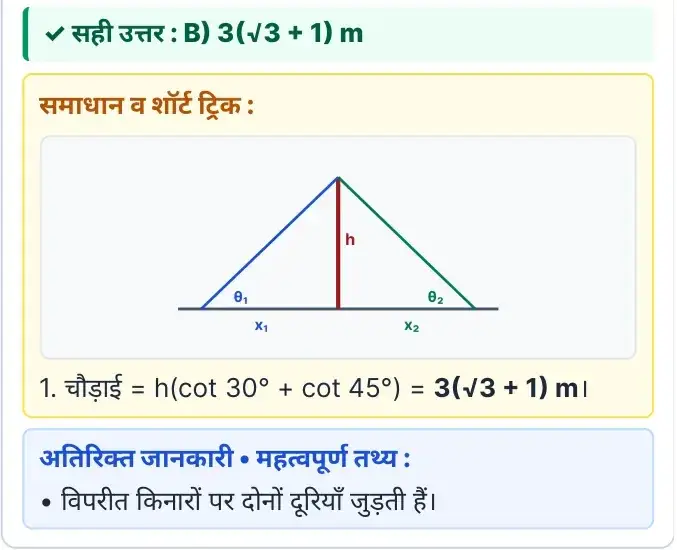 ✓ सही उत्तर : B) 3(√3 + 1) m
समाधान व शॉर्ट ट्रिक :
h
θ₁
θ₂
x₁
x₂
1. चौड़ाई = h(cot 30° + cot 45°) = 3(√3 + 1) m।
अतिरिक्त जानकारी • महत्वपूर्ण तथ्य :
• विपरीत किनारों पर दोनों दूरियाँ जुड़ती हैं।